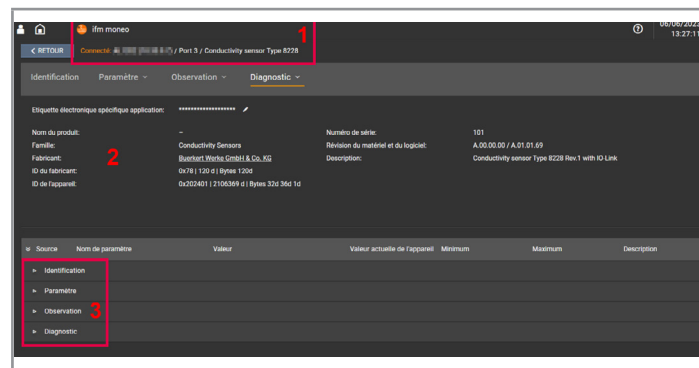 ifm moneo
1
06/06/2022
13:27:11
< RETOUR
Connecté: / Port 3 / Conductivity sensor Type 8228
Identification Paramètre Observation Diagnostic
Etiquette électronique spécifique application: *******************
Nom du produit: – Numéro de série: 101
Famille: Conductivity Sensors Révision du matériel et du logiciel: A.00.00.00 / A.01.01.69
Fabricant: Buerkert Werke GmbH & Co. KG Description: Conductivity sensor Type 8228 Rev.1 with IO-Link
2
ID du fabricant: 0x78 | 120 d | Bytes 120d
ID de l'appareil: 0x202401 | 2106369 d | Bytes 32d 36d 1d
Source Nom de paramètre Valeur Valeur actuelle de l'appareil Minimum Maximum Description
Identification
Paramètre
Observation
3
Diagnostic